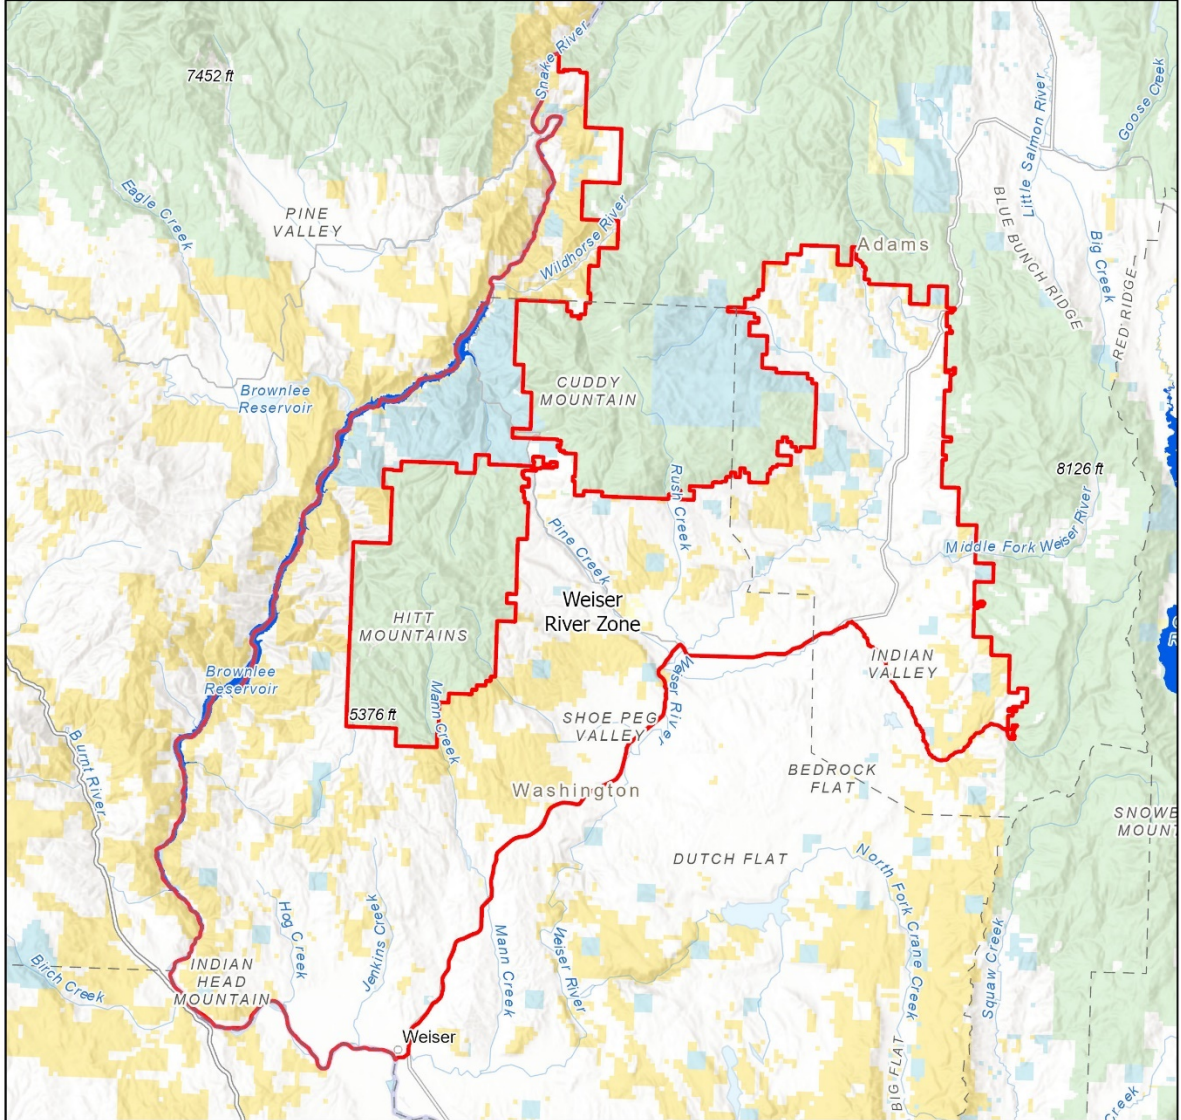 Snake River
7452 ft
Little Salmon River
Goose Creek
Eagle Creek
PINE
VALLEY
BLUE BUNCH RIDGE
Wildhorse River
Adams
Big Creek
RED RIDGE
CUDDY
MOUNTAIN
Brownlee
Reservoir
8126 ft
Rush Creek
Pine Creek
Middle Fork Weiser River
Weiser
River Zone
HITT
MOUNTAINS
INDIAN
VALLEY
Brownlee
Reservoir
Weiser River
Mann Creek
5376 ft
SHOE PEG
VALLEY
Burnt River
BEDROCK
FLAT
Washington
SNOWB
MOUNT
DUTCH FLAT
North Fork Crane Creek
Hog Creek
Jenkins Creek
Mann Creek
Weiser River
Squaw Creek
Birch Creek
INDIAN
HEAD
MOUNTAIN
Weiser
BIG FLAT
Creek